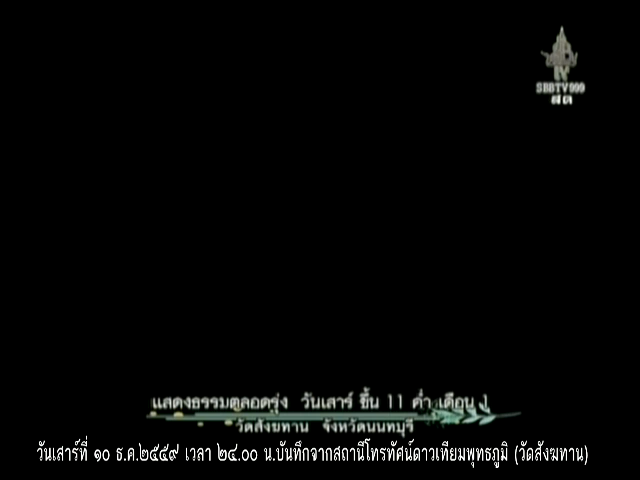 SBBTV999
สด
แสดงธรรมตลอดรุ่ง วันเสาร์ ขึ้น 11 ค่ำ เดือน 1
วัดสังฆทาน จังหวัดนนทบุรี
วันเสาร์ที่ ๑๐ ธ.ค.๒๕๕๙ เวลา ๒๔.๐๐ น.บันทึกจากสถานีโทรทัศน์ดาวเทียมพุทธภูมิ (วัดสังฆทาน)